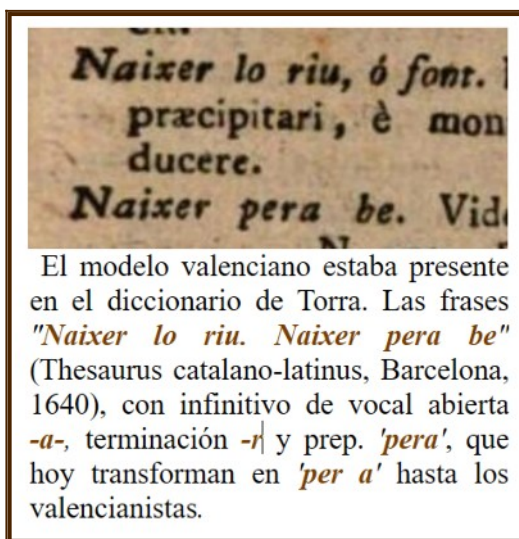 Naixer lo riu, ó font.
præcipitari, è mon
ducere.
Naixer pera be. Vid
El modelo valenciano estaba presente
en el diccionario de Torra. Las frases
"Naixer lo riu. Naixer pera be"
(Thesaurus catalano-latinus, Barcelona,
1640), con infinitivo de vocal abierta
-a-, terminación -r y prep. 'pera', que
hoy transforman en 'per a' hasta los
valencianistas.